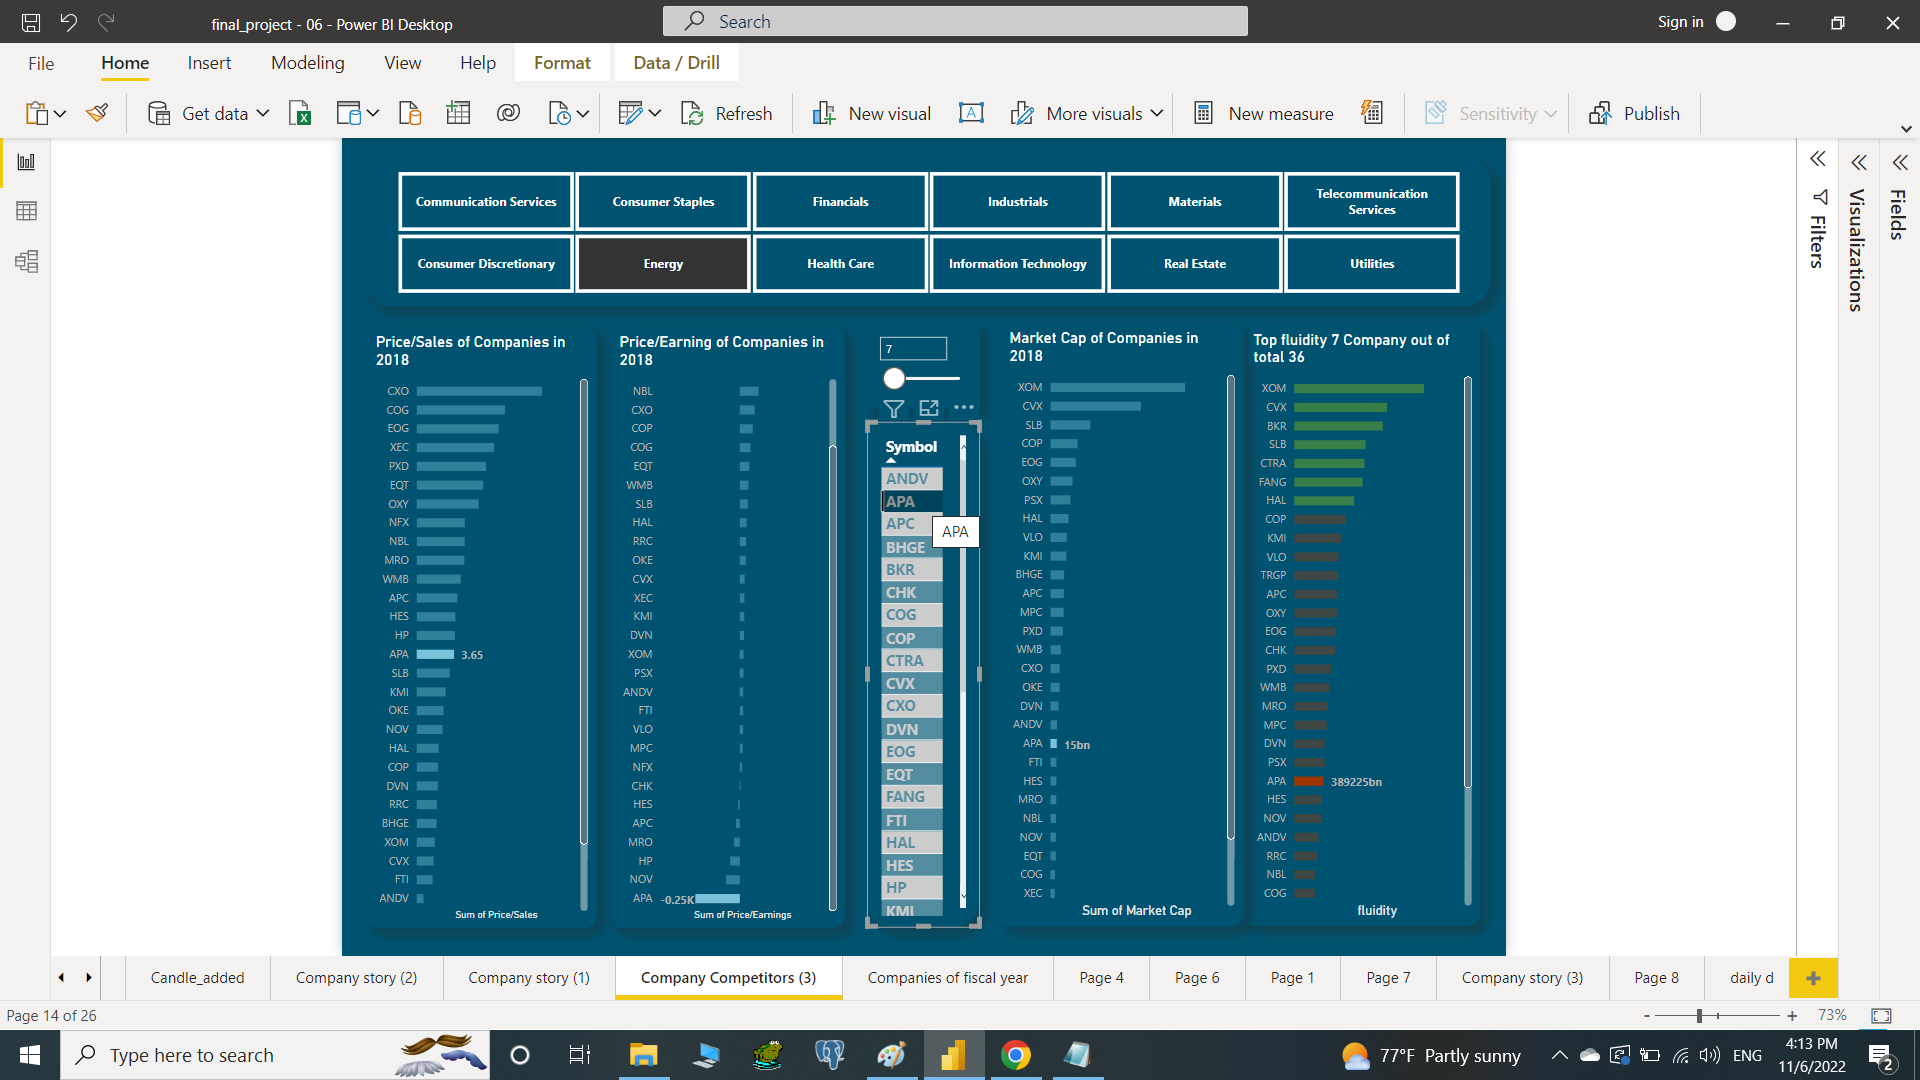 final_project - 06 - Power BI Desktop
Search
Sign in
File
Home
Insert
Modeling
View
Help
Format
Data / Drill
Get data
Refresh
New visual
More visuals
New measure
Sensitivity
Publish
Communication Services
Consumer Staples
Financials
Industrials
Materials
Telecommunication
Services
Consumer Discretionary
Energy
Health Care
Information Technology
Real Estate
Utilities
Filters
Visualizations
Fields
Price/Sales of Companies in
2018
CXO
COG
EOG
XEC
PXD
EQT
OXY
NFX
NBL
MRO
WMB
APC
HES
HP
APA 3.65
SLB
KMI
OKE
NOV
HAL
COP
DVN
RRC
BHGE
XOM
CVX
FTI
ANDV
Sum of Price/Sales
Price/Earning of Companies in
2018
NBL
CXO
COP
COG
EQT
WMB
SLB
HAL
RRC
OKE
CVX
XEC
KMI
DVN
XOM
PSX
ANDV
FTI
VLO
MPC
NFX
CHK
HES
APC
MRO
HP
NOV
APA -0.25K
Sum of Price/Earnings
7
Symbol
ANDV
APA
APC
APA
BHGE
BKR
CHK
COG
COP
CTRA
CVX
CXO
DVN
EOG
EQT
FANG
FTI
HAL
HES
HP
KMI
Market Cap of Companies in
2018
XOM
CVX
SLB
COP
EOG
OXY
PSX
HAL
VLO
KMI
BHGE
APC
MPC
PXD
WMB
CXO
OKE
DVN
ANDV
APA 15bn
FTI
HES
MRO
NBL
NOV
EQT
COG
XEC
Sum of Market Cap
Top fluidity 7 Company out of
total 36
XOM
CVX
BKR
SLB
CTRA
FANG
HAL
COP
KMI
VLO
TRGP
APC
OXY
EOG
CHK
PXD
WMB
MRO
MPC
DVN
PSX
APA 389225bn
HES
NOV
ANDV
RRC
NBL
COG
fluidity
Candle_added
Company story (2)
Company story (1)
Company Competitors (3)
Companies of fiscal year
Page 4
Page 6
Page 1
Page 7
Company story (3)
Page 8
daily d
Page 14 of 26
73%
Type here to search
77°F Partly sunny
ENG
4:13 PM
11/6/2022
2